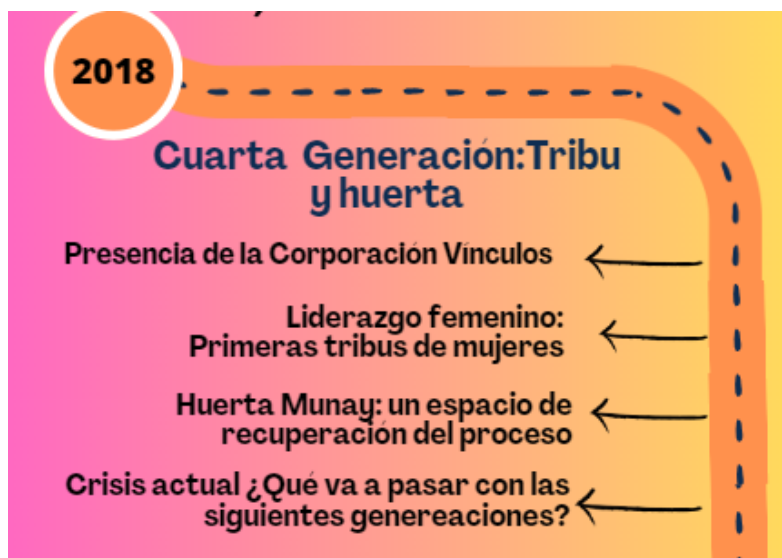 2018
Cuarta Generación:Tribu
y huerta
Presencia de la Corporación Vínculos
Liderazgo femenino:
Primeras tribus de mujeres
Huerta Munay: un espacio de
recuperación del proceso
Crisis actual ¿Qué va a pasar con las
siguientes genereaciones?